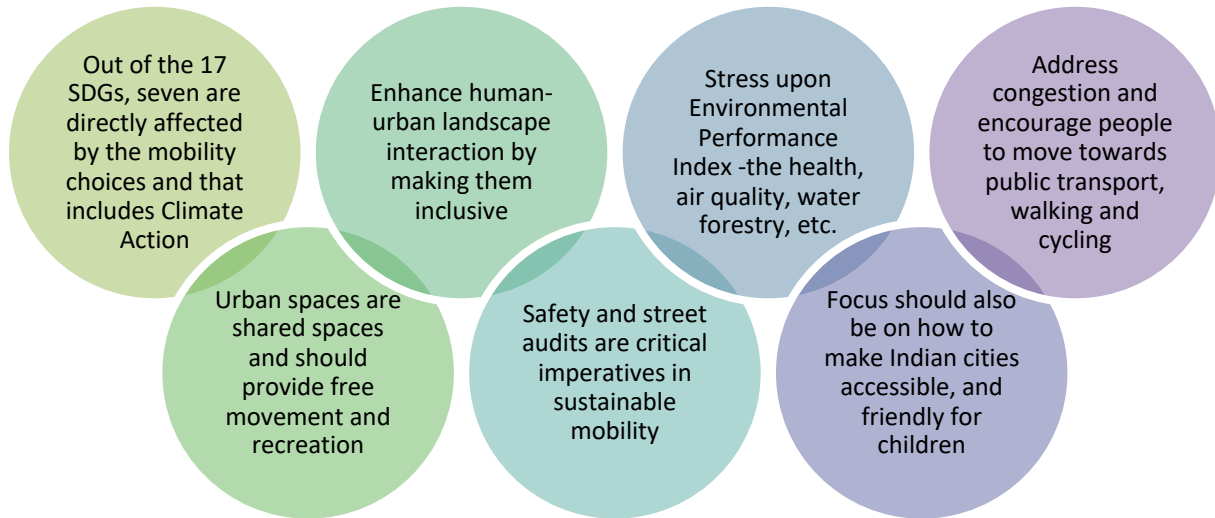 Out of the 17
SDGs, seven are
directly affected
by the mobility
choices and that
includes Climate
Action
Urban spaces are
shared spaces
and should
provide free
movement and
recreation
Enhance human-
urban landscape
interaction by
making them
inclusive
Safety and street
audits are critical
imperatives in
sustainable
mobility
Stress upon
Environmental
Performance
Index -the health,
air quality, water
forestry, etc.
Focus should also
be on how to
make Indian cities
accessible, and
friendly for
children
Address
congestion and
encourage people
to move towards
public transport,
walking and
cycling